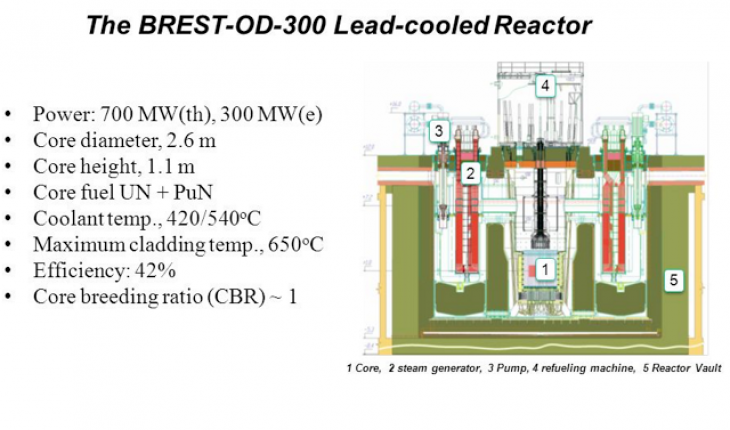 The BREST-OD-300 Lead-cooled Reactor
• Power: 700 MW(th), 300 MW(e)
• Core diameter, 2.6 m
• Core height, 1.1 m
• Core fuel UN + PuN
• Coolant temp., 420/540°C
• Maximum cladding temp., 650°C
• Efficiency: 42%
• Core breeding ratio (CBR) ~ 1
4
3
2
1
5
1 Core, 2 steam generator, 3 Pump, 4 refueling machine, 5 Reactor Vault